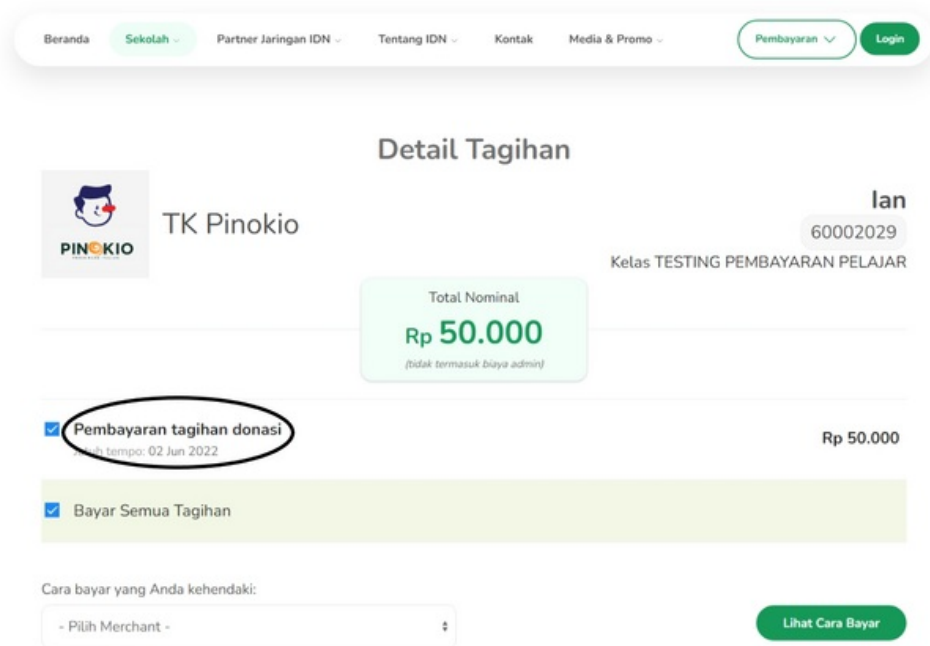 Beranda Sekolah Partner Jaringan IDN Tentang IDN Kontak Media & Promo Pembayaran Login
Detail Tagihan
PINOKIO
TK Pinokio
Ian
60002029
Kelas TESTING PEMBAYARAN PELAJAR
Total Nominal
Rp 50.000
(tidak termasuk biaya admin)
Pembayaran tagihan donasi
Jatuh tempo: 02 Jun 2022
Rp 50.000
Bayar Semua Tagihan
Cara bayar yang Anda kehendaki:
- Pilih Merchant -
Lihat Cara Bayar